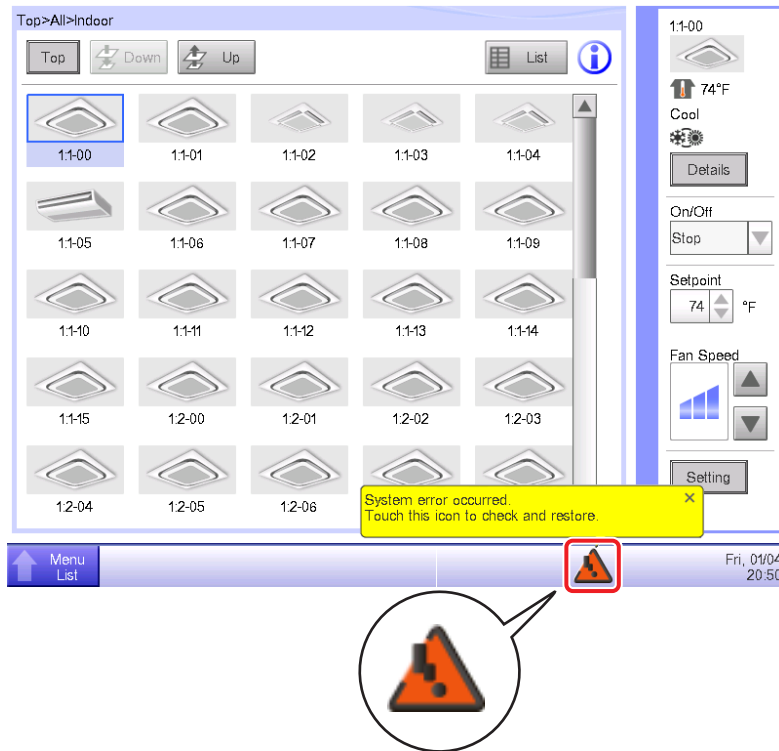 Top>All>Indoor
Top
Down
Up
List
1:1-00
1:1-01
1:1-02
1:1-03
1:1-04
1:1-05
1:1-06
1:1-07
1:1-08
1:1-09
1:1-10
1:1-11
1:1-12
1:1-13
1:1-14
1:1-15
1:2-00
1:2-01
1:2-02
1:2-03
1:2-04
1:2-05
1:2-06
System error occurred.
Touch this icon to check and restore.
1:1-00
74°F
Cool
Details
On/Off
Stop
Setpoint
74 °F
Fan Speed
Setting
Menu
List
Fri, 01/04
20:50